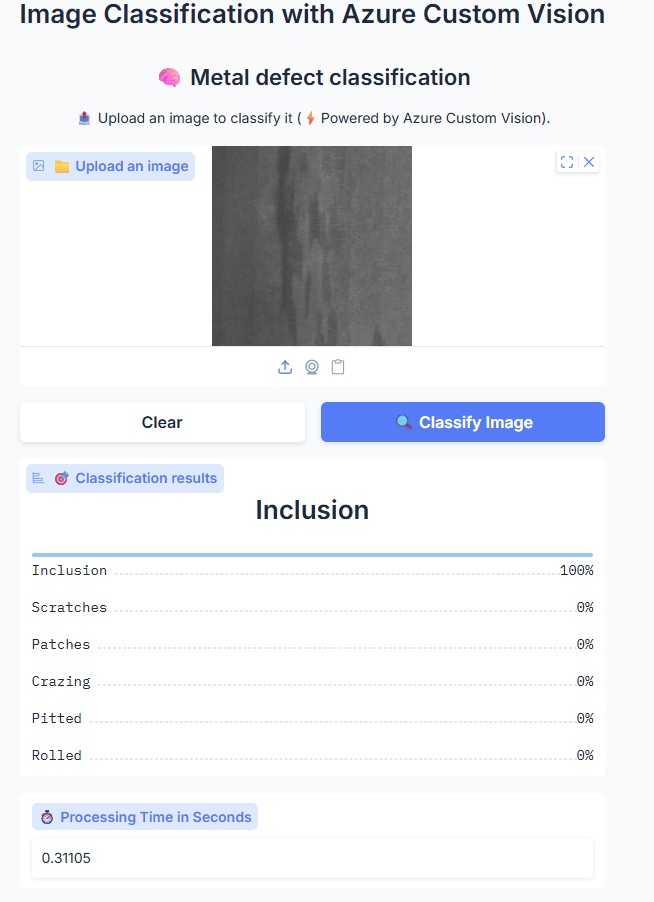 Image Classification with Azure Custom Vision
🧠 Metal defect classification
📤 Upload an image to classify it (⚡Powered by Azure Custom Vision).
📁 Upload an image
Clear
🔍 Classify Image
🎯 Classification results
Inclusion
Inclusion 100%
Scratches 0%
Patches 0%
Crazing 0%
Pitted 0%
Rolled 0%
⏱ Processing Time in Seconds
0.31105